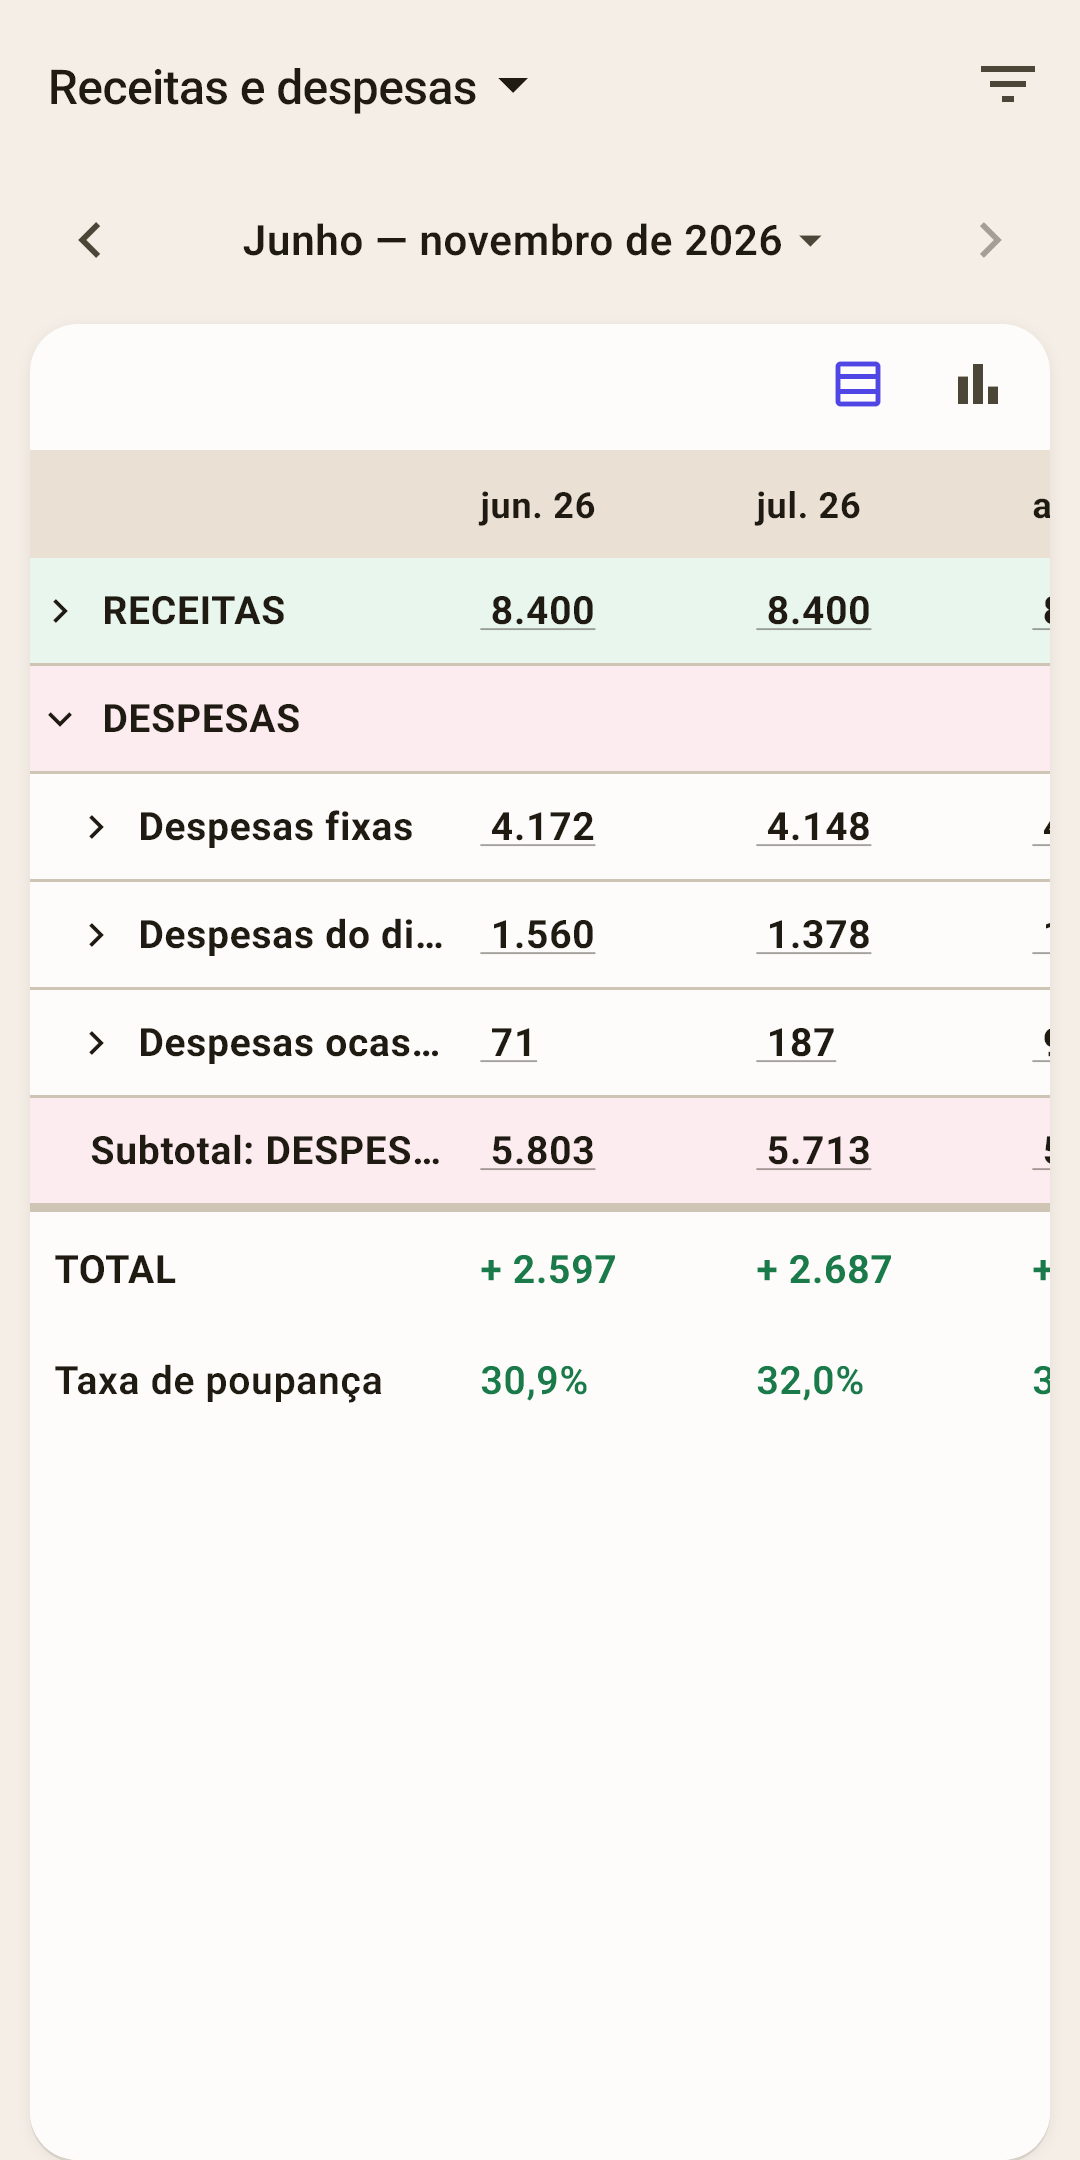 Receitas e despesas
Junho — novembro de 2026
jun. 26 jul. 26
RECEITAS 8.400 8.400
DESPESAS
Despesas fixas 4.172 4.148
Despesas do di... 1.560 1.378
Despesas ocas... 71 187
Subtotal: DESPES... 5.803 5.713
TOTAL + 2.597 + 2.687 +
Taxa de poupança 30,9% 32,0%